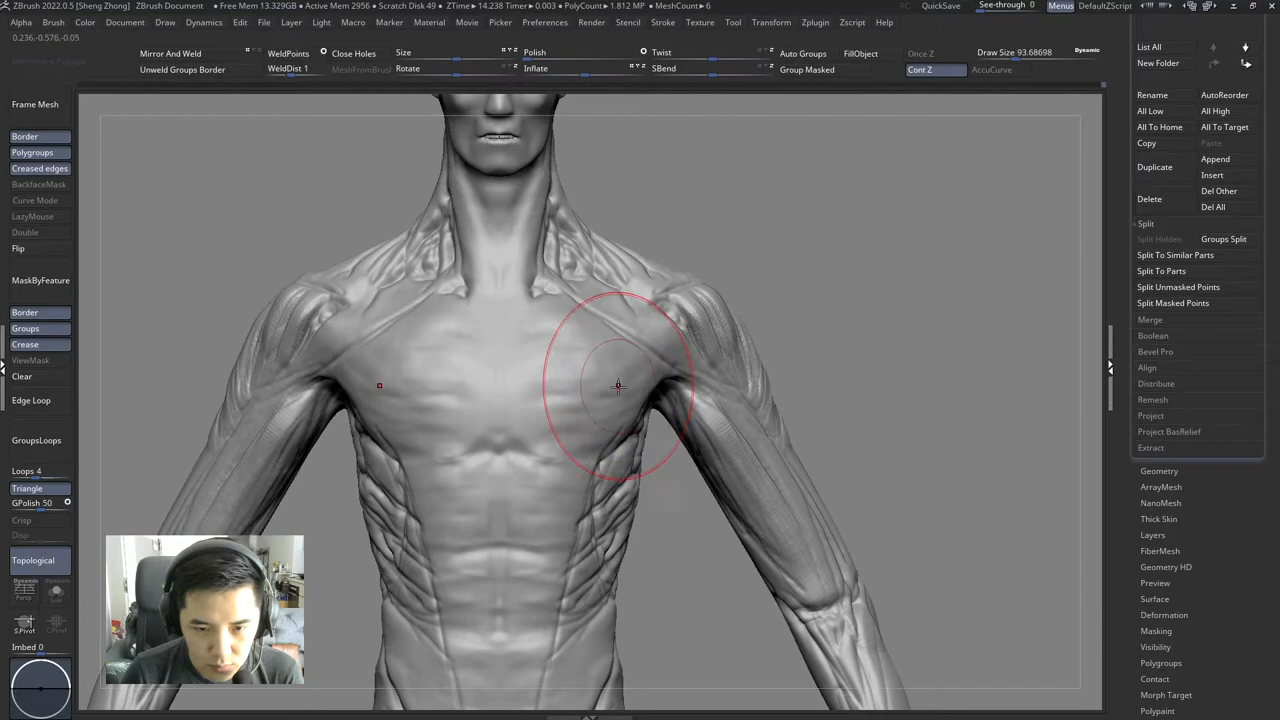 ZBrush 2022.0.5 [Sheng Zhong]  ZBrush Document  • Free Mem 13.329GB • Active Mem 2956 • Scratch Disk 49 • ZTime▸14.238 Timer▸0.003 • PolyCount▸1.812 MP • MeshCount▸6 QuickSave See-through 0 Menus DefaultZScript
Alpha Brush Color Document Draw Dynamics Edit File Layer Light Macro Marker Material Movie Picker Preferences Render Stencil Stroke Texture Tool Transform Zplugin Zscript Help
0.236,-0.576,-0.05
Mirror And Weld WeldPoints Close Holes Size Polish Twist Auto Groups FillObject Once Z Draw Size 93.68698 Dynamic
Unweld Groups Border WeldDist 1 MeshFromBrush Rotate Inflate SBend Group Masked Cont Z AccuCurve
Frame Mesh
Border
Polygroups
Creased edges
BackfaceMask
Curve Mode
LazyMouse
Double
Flip
MaskByFeature
Border
Groups
Crease
ViewMask
Clear
Edge Loop
GroupsLoops
Loops 4
Triangle
GPolish 50
Crisp
Disp
Topological
Dynamic
Persp
Dynamic
Solo
S.Pivot
C.Pivot
Imbed 0
List All
New Folder
Rename AutoReorder
All Low All High
All To Home All To Target
Copy Paste
Duplicate Append
Insert
Delete Del Other
Del All
Split
Split Hidden Groups Split
Split To Similar Parts
Split To Parts
Split Unmasked Points
Split Masked Points
Merge
Boolean
Bevel Pro
Align
Distribute
Remesh
Project
Project BasRelief
Extract
Geometry
ArrayMesh
NanoMesh
Thick Skin
Layers
FiberMesh
Geometry HD
Preview
Surface
Deformation
Masking
Visibility
Polygroups
Contact
Morph Target
Polypaint